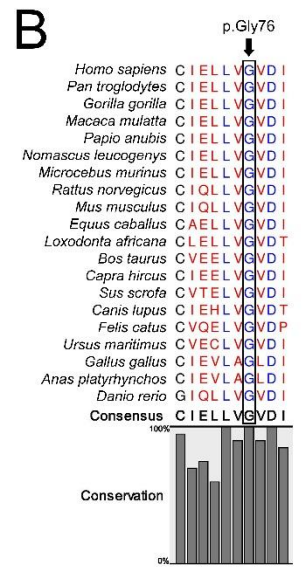 B
p.Gly76
Homo sapiens C I E L L V G V D I
Pan troglodytes C I E L L V G V D I
Gorilla gorilla C I E L L V G V D I
Macaca mulatta C I E L L V G V D I
Papio anubis C I E L L V G V D I
Nomascus leucogenys C I E L L V G V D I
Microcebus murinus C I E L L V G V D I
Rattus norvegicus C I Q L L V G V D I
Mus musculus C I Q L L V G V D I
Equus caballus C A E L L V G V D I
Loxodonta africana C L E L L V G V D T
Bos taurus C V E E L V G V D I
Capra hircus C I E E L V G V D I
Sus scrofa C V T E L V G V D I
Canis lupus C I E H L V G V D T
Felis catus C V Q E L V G V D P
Ursus maritimus C V E C L V G V D I
Gallus gallus C I E V L A G L D I
Anas platyrhynchos C I E V L A G L D I
Danio rerio G I Q L L V G V D I
Consensus C I E L L V G V D I
100%
Conservation
0%